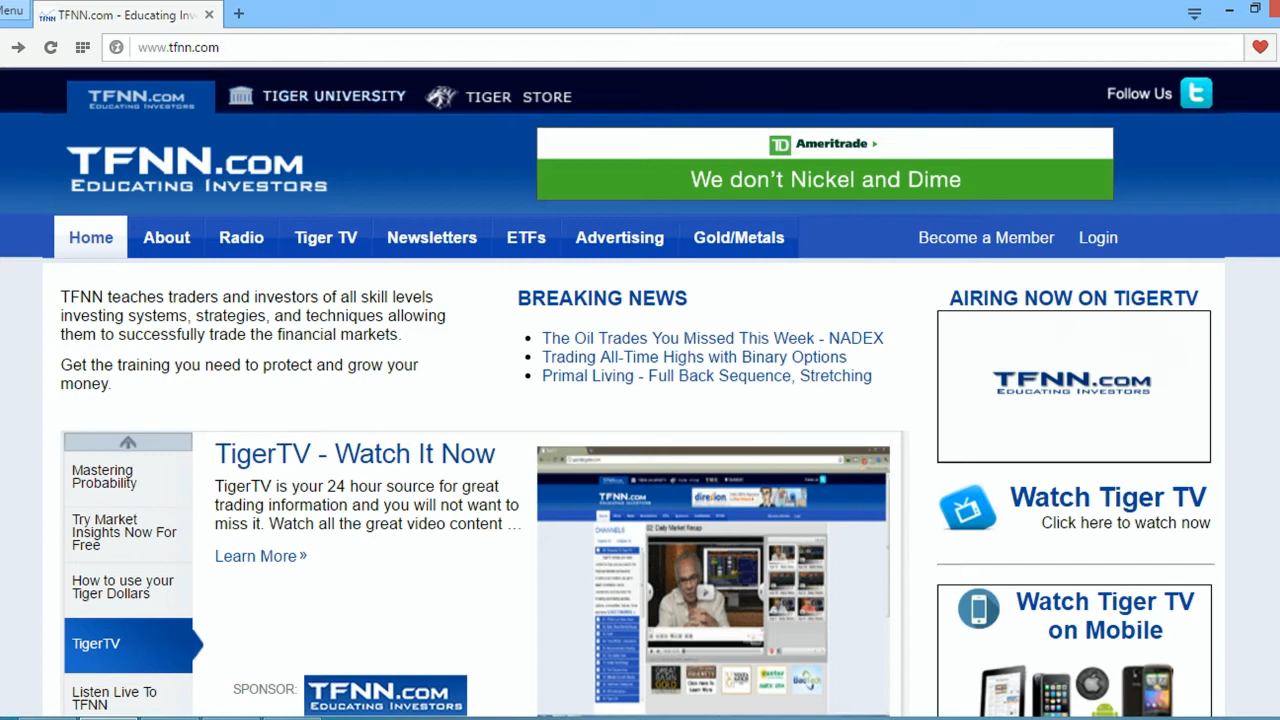 Menu
TFNN.com - Educating Inv
www.tfnn.com
TFNN.COM
EDUCATING INVESTORS
TIGER UNIVERSITY
TIGER STORE
Follow Us
TFNN.COM
EDUCATING INVESTORS
TD Ameritrade
We don't Nickel and Dime
Home
About
Radio
Tiger TV
Newsletters
ETFs
Advertising
Gold/Metals
Become a Member
Login
TFNN teaches traders and investors of all skill levels
investing systems, strategies, and techniques allowing
them to successfully trade the financial markets.
Get the training you need to protect and grow your
money.
BREAKING NEWS
The Oil Trades You Missed This Week - NADEX
Trading All-Time Highs with Binary Options
Primal Living - Full Back Sequence, Stretching
AIRING NOW ON TIGERTV
TFNN.COM
EDUCATING INVESTORS
Watch Tiger TV
Click here to watch now
Watch Tiger TV
on Mobile
Mastering
Probability
Insights Now For
Free
How to use your
Tiger Dollars
TigerTV
Listen Live To
TFNN
TigerTV - Watch It Now
TigerTV is your 24 hour source for great
trading information and you will not want to
miss it. Watch all the great video content ...
Learn More »
SPONSOR:
TFNN.COM
EDUCATING INVESTORS
TFNN.COM
direxion
CHANNELS
02. Daily Market Recap